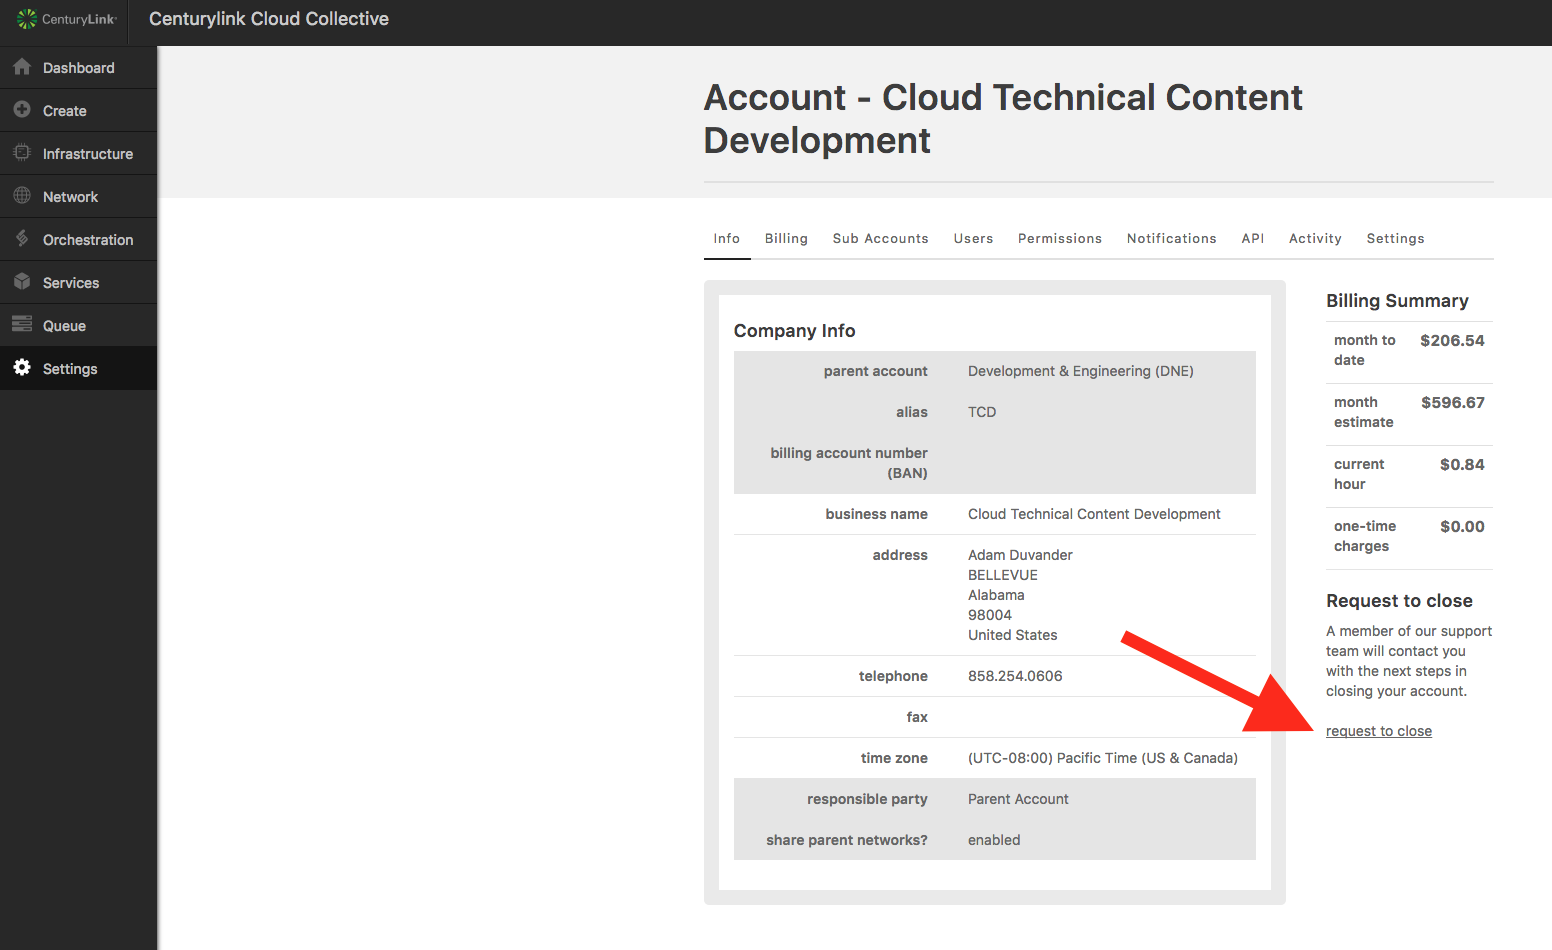 CenturyLink
Centurylink Cloud Collective
Dashboard
Create
Infrastructure
Network
Orchestration
Services
Queue
Settings
Account - Cloud Technical Content
Development
Info Billing Sub Accounts Users Permissions Notifications API Activity Settings
Company Info
parent account Development & Engineering (DNE)
alias TCD
billing account number
(BAN)
business name Cloud Technical Content Development
address Adam Duvander
BELLEVUE
Alabama
98004
United States
telephone 858.254.0606
fax
time zone (UTC-08:00) Pacific Time (US & Canada)
responsible party Parent Account
share parent networks? enabled
Billing Summary
month to $206.54
date
month $596.67
estimate
current $0.84
hour
one-time $0.00
charges
Request to close
A member of our support
team will contact you
with the next steps in
closing your account.
request to close